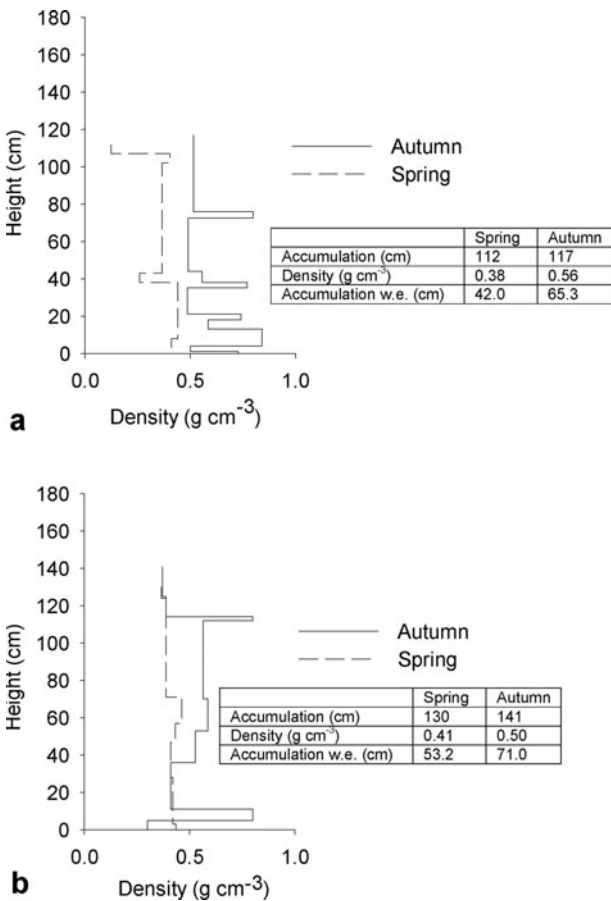 180
160
140
120
100
80
60
40
20
0
Height (cm)
Autumn
Spring
Spring Autumn
Accumulation (cm) 112 117
Density (g cm-3) 0.38 0.56
Accumulation w.e. (cm) 42.0 65.3
0.0 0.5 1.0
Density (g cm-3)
a
180
160
140
120
100
80
60
40
20
0
Height (cm)
Autumn
Spring
Spring Autumn
Accumulation (cm) 130 141
Density (g cm-3) 0.41 0.50
Accumulation w.e. (cm) 53.2 71.0
0.0 0.5 1.0
Density (g cm-3)
b